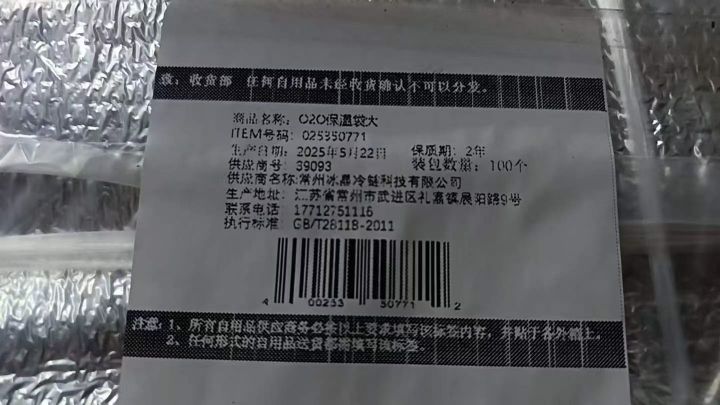 致：收货部 任何自用品未经收货确认不可以分发。
商品名称：O2O保温袋大
ITEM号码：025350771
生产日期：2025年5月22日 保质期：2年
供应商号：39093 装包数量：100个
供应商名称:常州冰晶冷链科技有限公司
生产地址：江苏省常州市武进区礼嘉镇晨阳路9号
联系电话：17712751116
执行标准：GB/T28118-2011
4 00253 50771 2
注意：1、所有自用品供应商务必按以上要求填写该标签内容，并贴于各外箱上。
2、任何形式的自用品送货都需填写该标签。